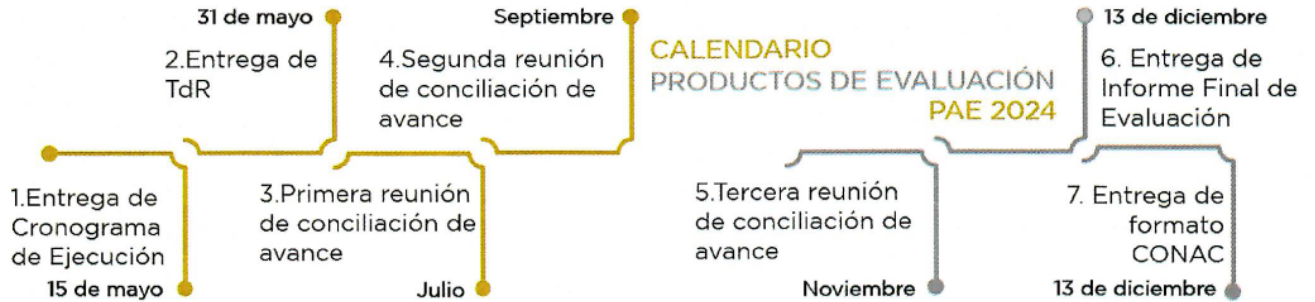 CALENDARIO
PRODUCTOS DE EVALUACIÓN
PAE 2024
1.Entrega de
Cronograma
de Ejecución
15 de mayo
31 de mayo
2.Entrega de
TdR
3.Primera reunión
de conciliación de
avance
Julio
Septiembre
4.Segunda reunión
de conciliación de
avance
5.Tercera reunión
de conciliación de
avance
Noviembre
13 de diciembre
6. Entrega de
Informe Final de
Evaluación
7. Entrega de
formato
CONAC
13 de diciembre